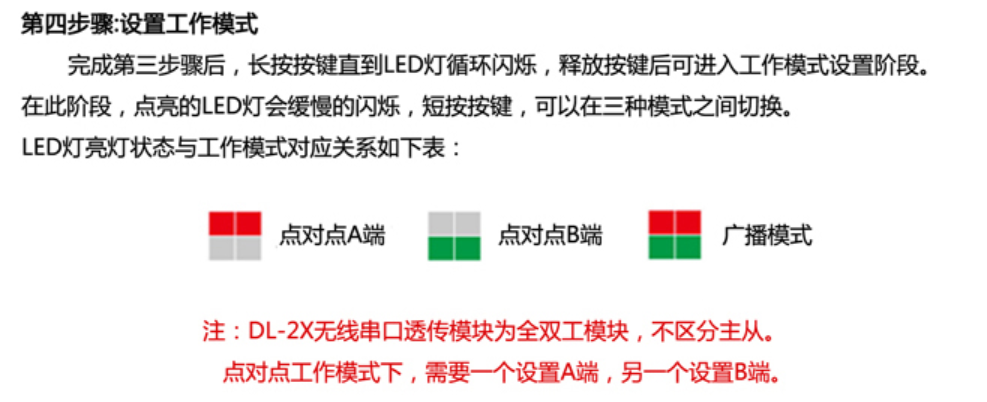 第四步骤:设置工作模式
完成第三步骤后，长按按键直到LED灯循环闪烁，释放按键后可进入工作模式设置阶段。
在此阶段，点亮的LED灯会缓慢的闪烁，短按按键，可以在三种模式之间切换。
LED灯亮灯状态与工作模式对应关系如下表：
点对点A端 点对点B端 广播模式
注：DL-2X无线串口透传模块为全双工模块，不区分主从。
点对点工作模式下，需要一个设置A端，另一个设置B端。